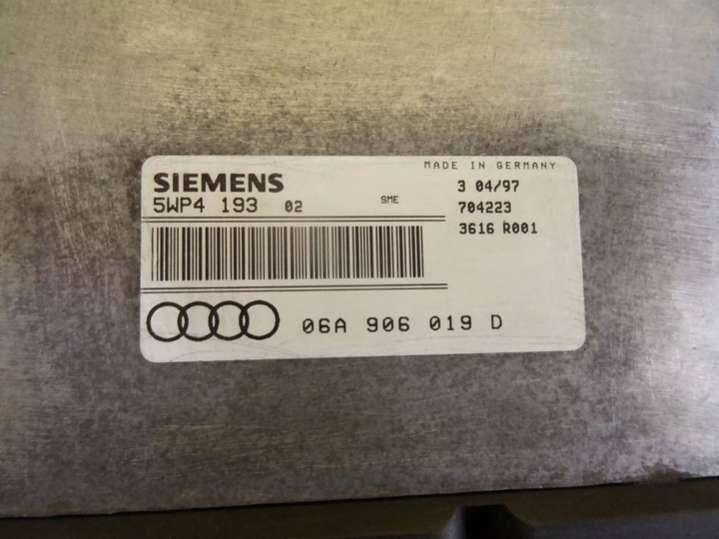 MADE IN GERMANY
SIEMENS
3 04/97
5WP4 193 02 SME
704223
3616 R001
06A 906 019 D